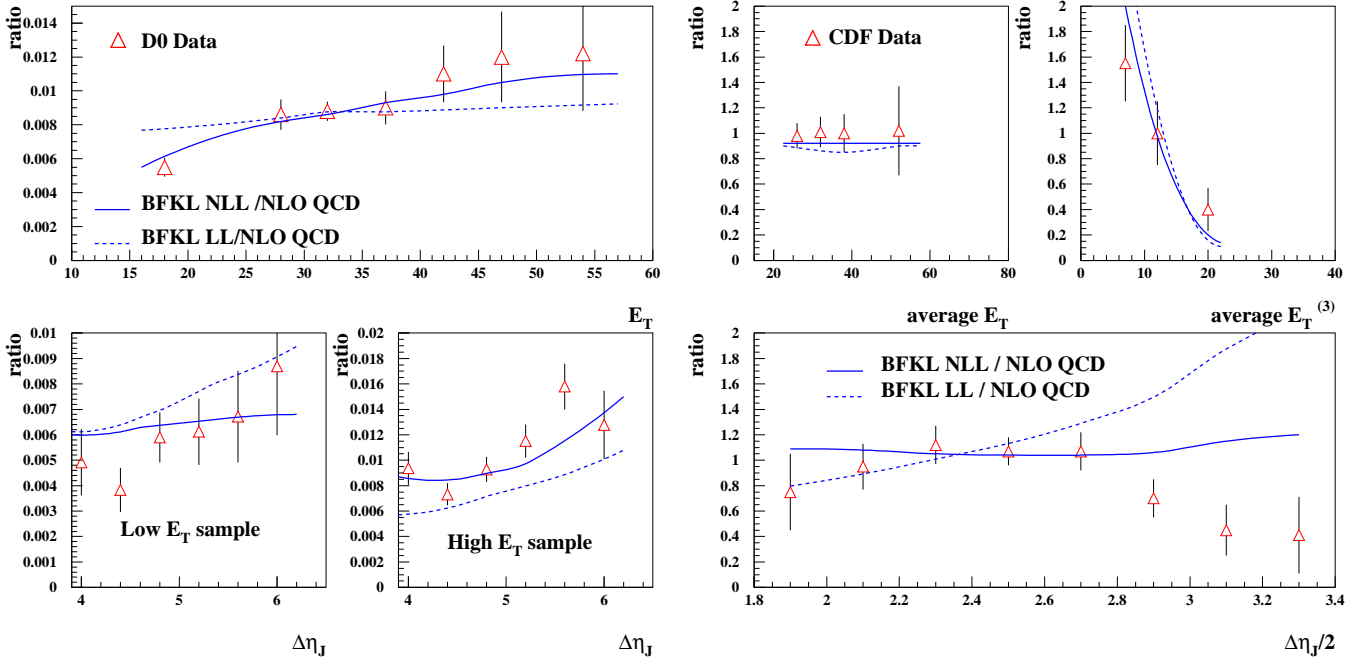 ratio
0.014
0.012
0.01
0.008
0.006
0.004
0.002
0
D0 Data
BFKL NLL /NLO QCD
BFKL LL/NLO QCD
10 15 20 25 30 35 40 45 50 55 60
E_T
ratio
2
1.8
1.6
1.4
1.2
1
0.8
0.6
0.4
0.2
0
CDF Data
20 40 60 80
average E_T
ratio
2
1.8
1.6
1.4
1.2
1
0.8
0.6
0.4
0.2
0
0 10 20 30 40
average E_T^(3)
ratio
0.01
0.009
0.008
0.007
0.006
0.005
0.004
0.003
0.002
0.001
0
Low E_T sample
4 5 6
Δη_J
ratio
0.02
0.018
0.016
0.014
0.012
0.01
0.008
0.006
0.004
0.002
0
High E_T sample
4 5 6
Δη_J
ratio
2
1.8
1.6
1.4
1.2
1
0.8
0.6
0.4
0.2
0
BFKL NLL / NLO QCD
BFKL LL / NLO QCD
1.8 2 2.2 2.4 2.6 2.8 3 3.2 3.4
Δη_J/2